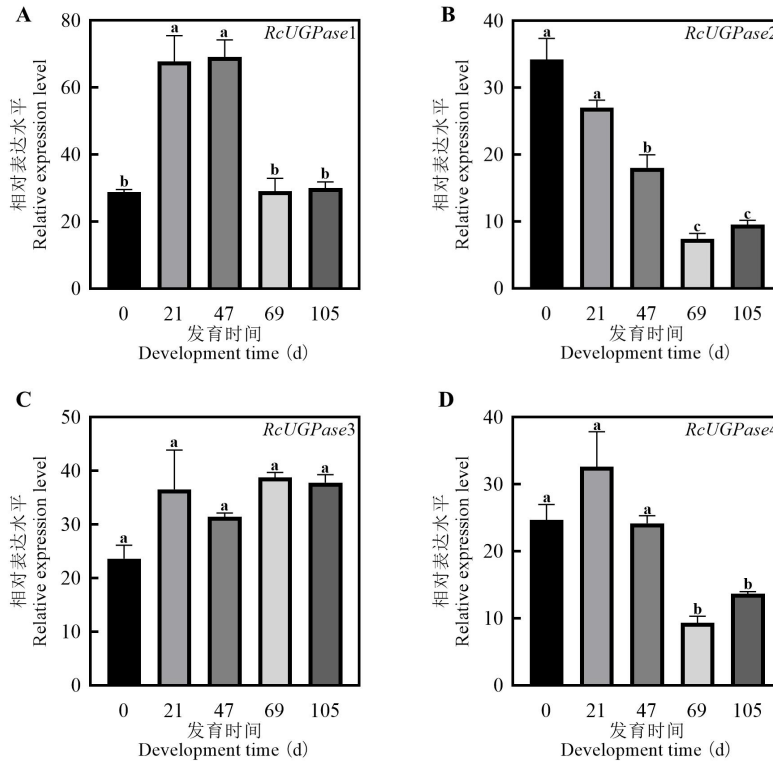 A
RcUGPase1
相对表达水平
Relative expression level
80
60
40
20
0
b
a
a
b
b
0 21 47 69 105
发育时间
Development time (d)
B
RcUGPase2
相对表达水平
Relative expression level
40
30
20
10
0
a
a
b
c
c
0 21 47 69 105
发育时间
Development time (d)
C
RcUGPase3
相对表达水平
Relative expression level
50
40
30
20
10
0
a
a
a
a
a
0 21 47 69 105
发育时间
Development time (d)
D
RcUGPase4
相对表达水平
Relative expression level
40
30
20
10
0
a
a
a
b
b
0 21 47 69 105
发育时间
Development time (d)